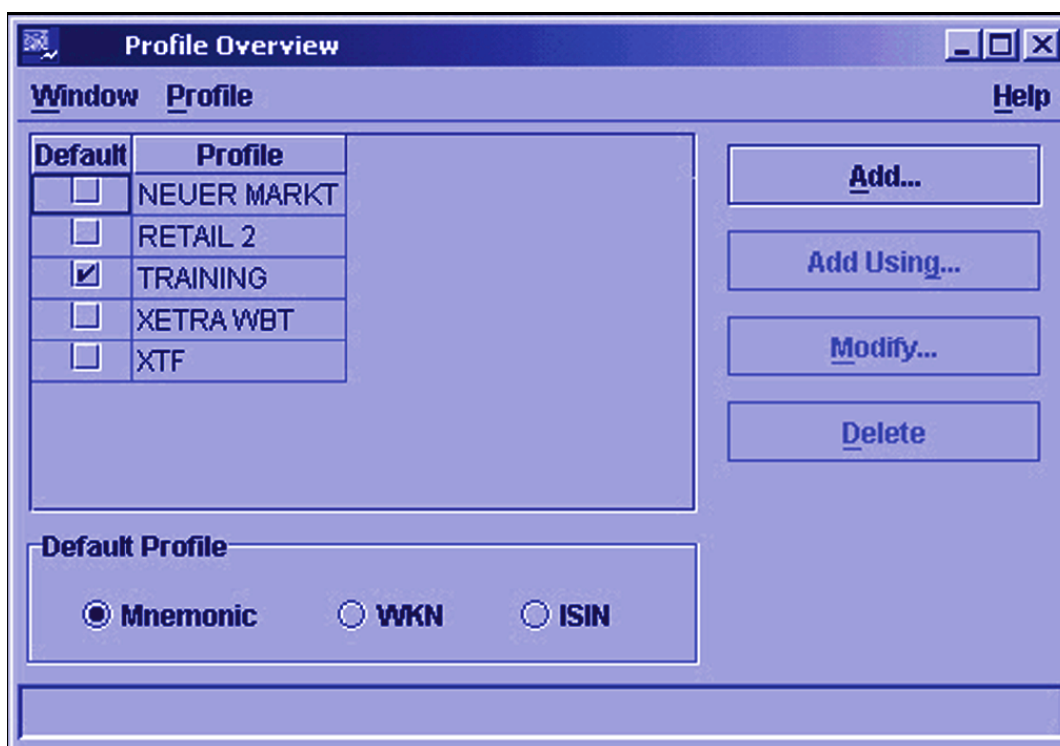 Profile Overview
Window Profile Help
Default Profile
NEUER MARKT
RETAIL 2
TRAINING
XETRA WBT
XTF
Add...
Add Using...
Modify...
Delete
Default Profile
Mnemonic WKN ISIN